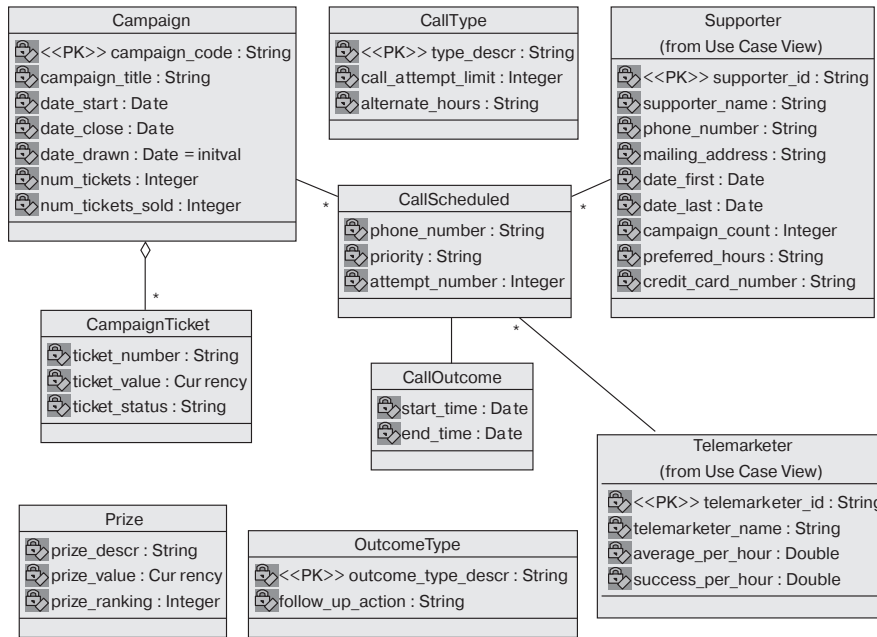 Campaign
<<PK>> campaign_code : String
campaign_title : String
date_start : Date
date_close : Date
date_drawn : Date = initval
num_tickets : Integer
num_tickets_sold : Integer
CallType
<<PK>> type_descr : String
call_attempt_limit : Integer
alternate_hours : String
Supporter
(from Use Case View)
<<PK>> supporter_id : String
supporter_name : String
phone_number : String
mailing_address : String
date_first : Date
date_last : Date
campaign_count : Integer
preferred_hours : String
credit_card_number : String
*
*
CallScheduled
phone_number : String
priority : String
attempt_number : Integer
*
*
CampaignTicket
ticket_number : String
ticket_value : Currency
ticket_status : String
CallOutcome
start_time : Date
end_time : Date
Telemarketer
(from Use Case View)
<<PK>> telemarketer_id : String
telemarketer_name : String
average_per_hour : Double
success_per_hour : Double
Prize
prize_descr : String
prize_value : Currency
prize_ranking : Integer
OutcomeType
<<PK>> outcome_type_descr : String
follow_up_action : String